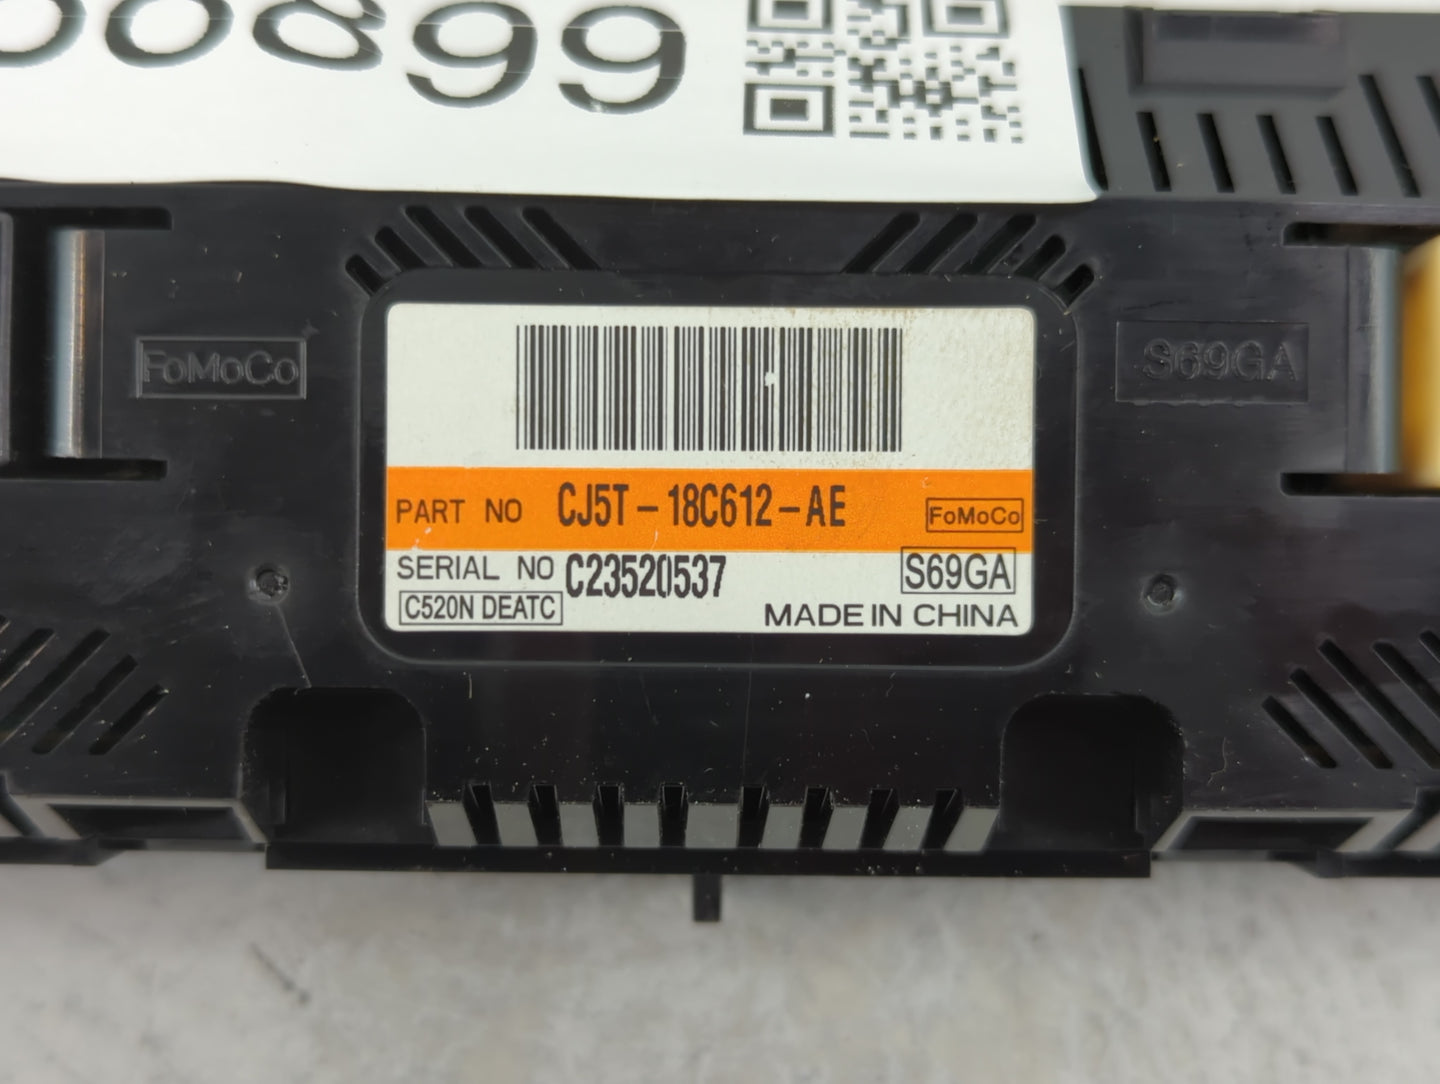 00899
FoMoCo
S69GA
PART NO CJ5T-18C612-AE FoMoCo
SERIAL NO C23520537 S69GA
C520N DEATC MADE IN CHINA